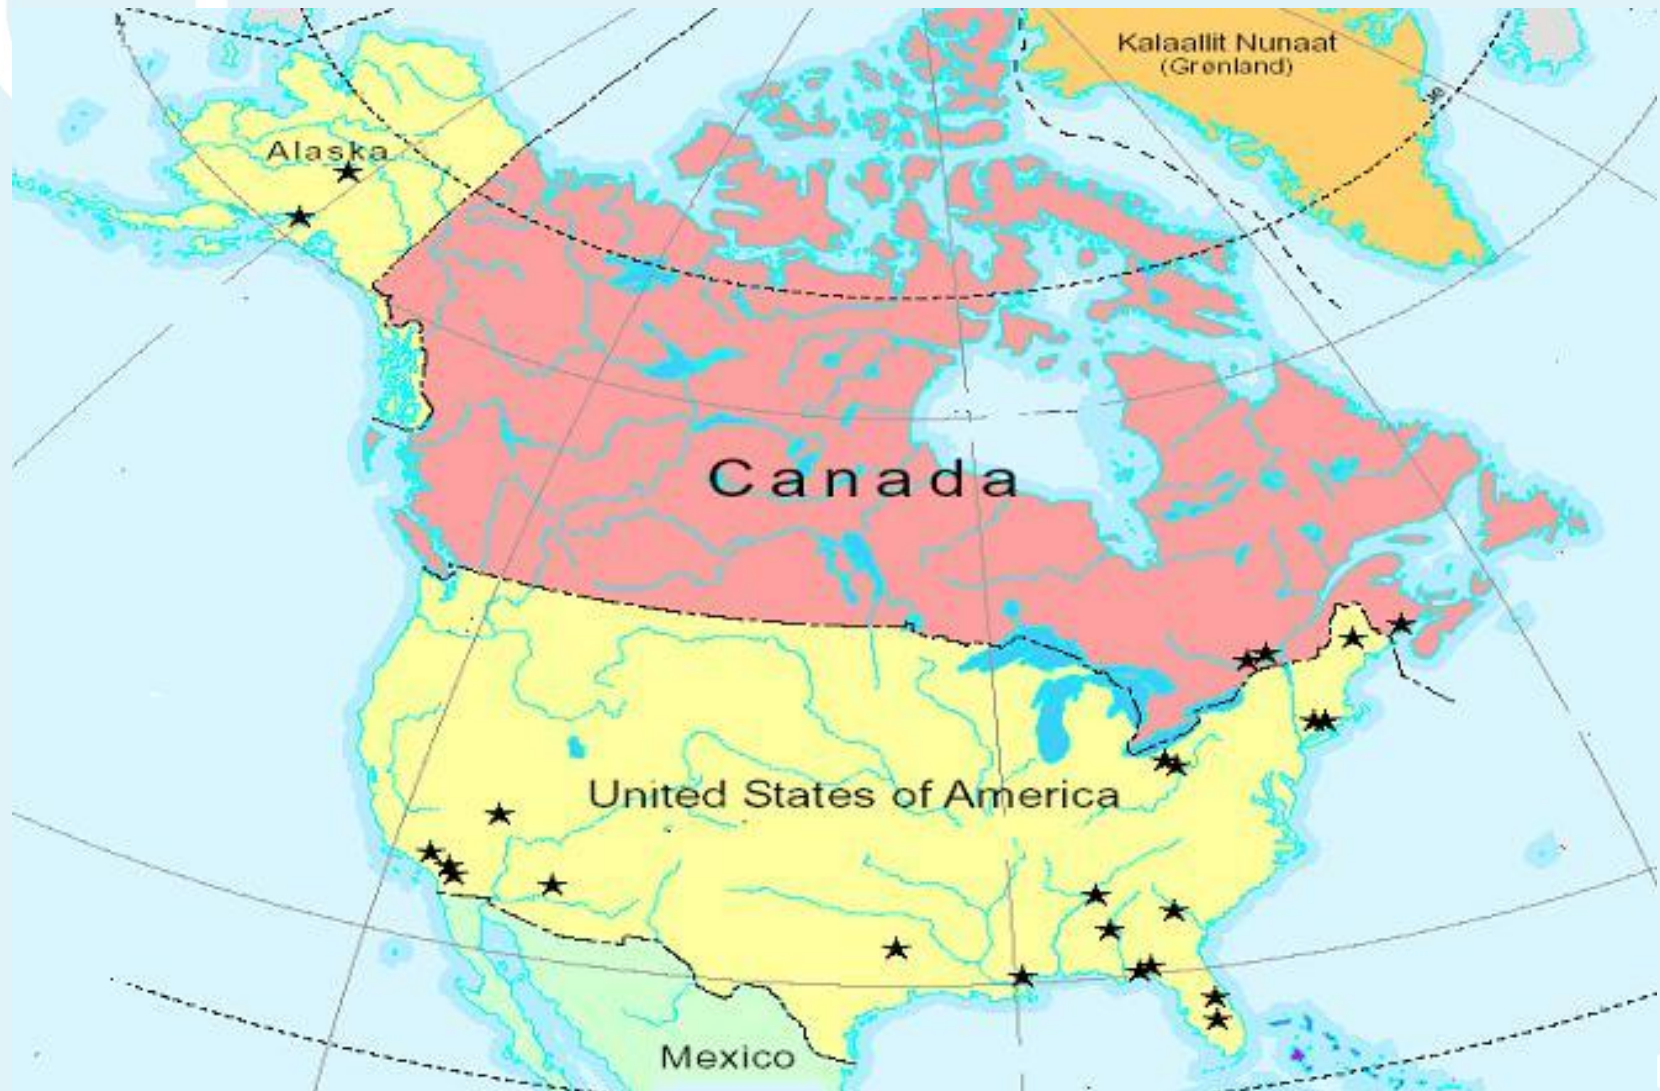 Kalaallit Nunaat
(Grønland)
Alaska
Canada
United States of America
Mexico